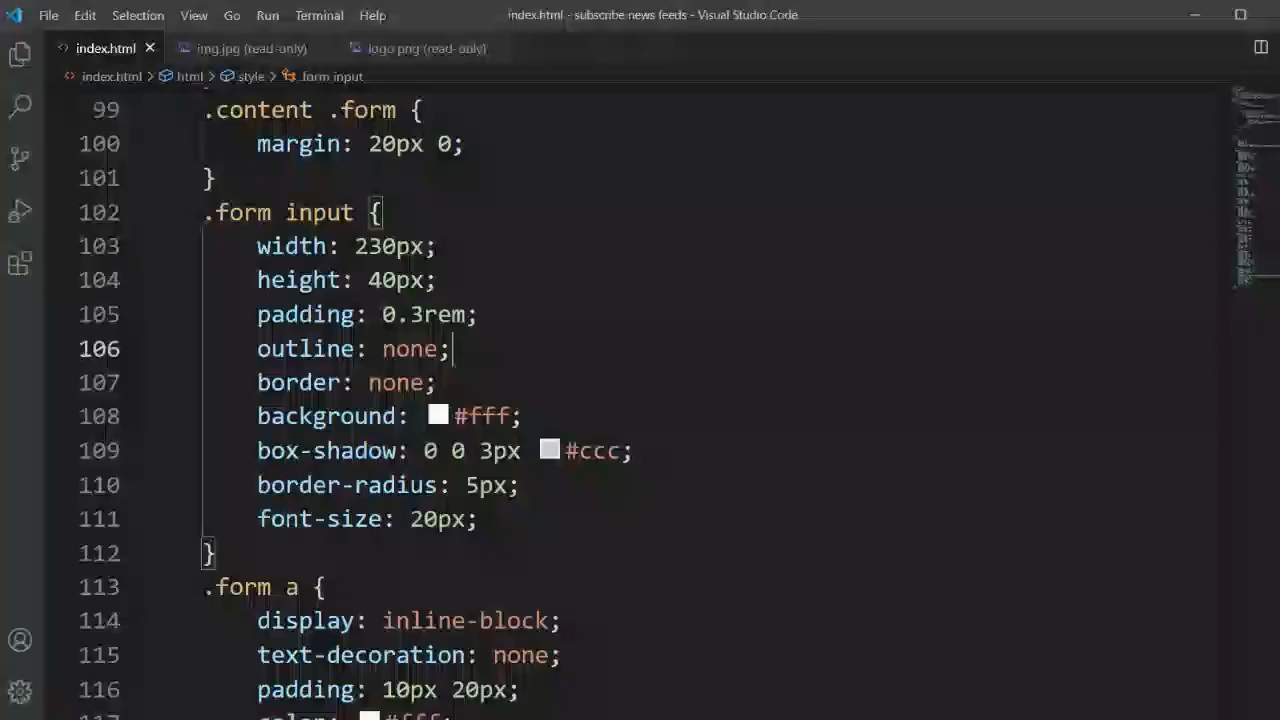 File Edit Selection View Go Run Terminal Help index.html - subscribe news feeds - Visual Studio Code
index.html img.jpg (read-only) logo png (read-only)
index.html > html > style > .form input
99 .content .form {
100 margin: 20px 0;
101 }
102 .form input {
103 width: 230px;
104 height: 40px;
105 padding: 0.3rem;
106 outline: none;
107 border: none;
108 background: #fff;
109 box-shadow: 0 0 3px #ccc;
110 border-radius: 5px;
111 font-size: 20px;
112 }
113 .form a {
114 display: inline-block;
115 text-decoration: none;
116 padding: 10px 20px;
117 color: #fff;